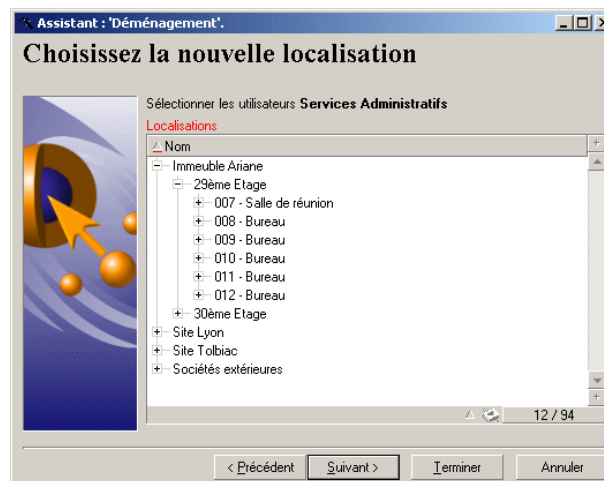 Assistant : 'Déménagement'.
Choisissez la nouvelle localisation
Sélectionner les utilisateurs Services Administratifs
Localisations
Nom
Immeuble Ariane
29ème Etage
007 - Salle de réunion
008 - Bureau
009 - Bureau
010 - Bureau
011 - Bureau
012 - Bureau
30ème Etage
Site Lyon
Site Tolbiac
Sociétés extérieures
12 / 94
< Précédent Suivant > Terminer Annuler